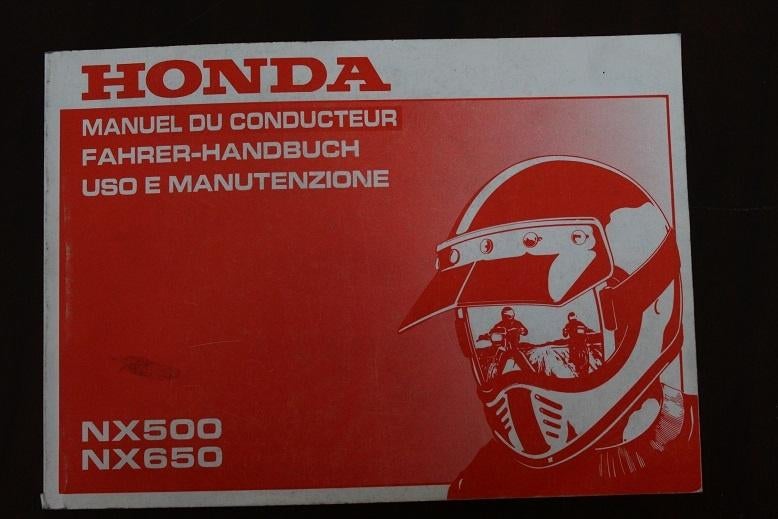 HONDA
MANUEL DU CONDUCTEUR
FAHRER-HANDBUCH
USO E MANUTENZIONE
NX500
NX650